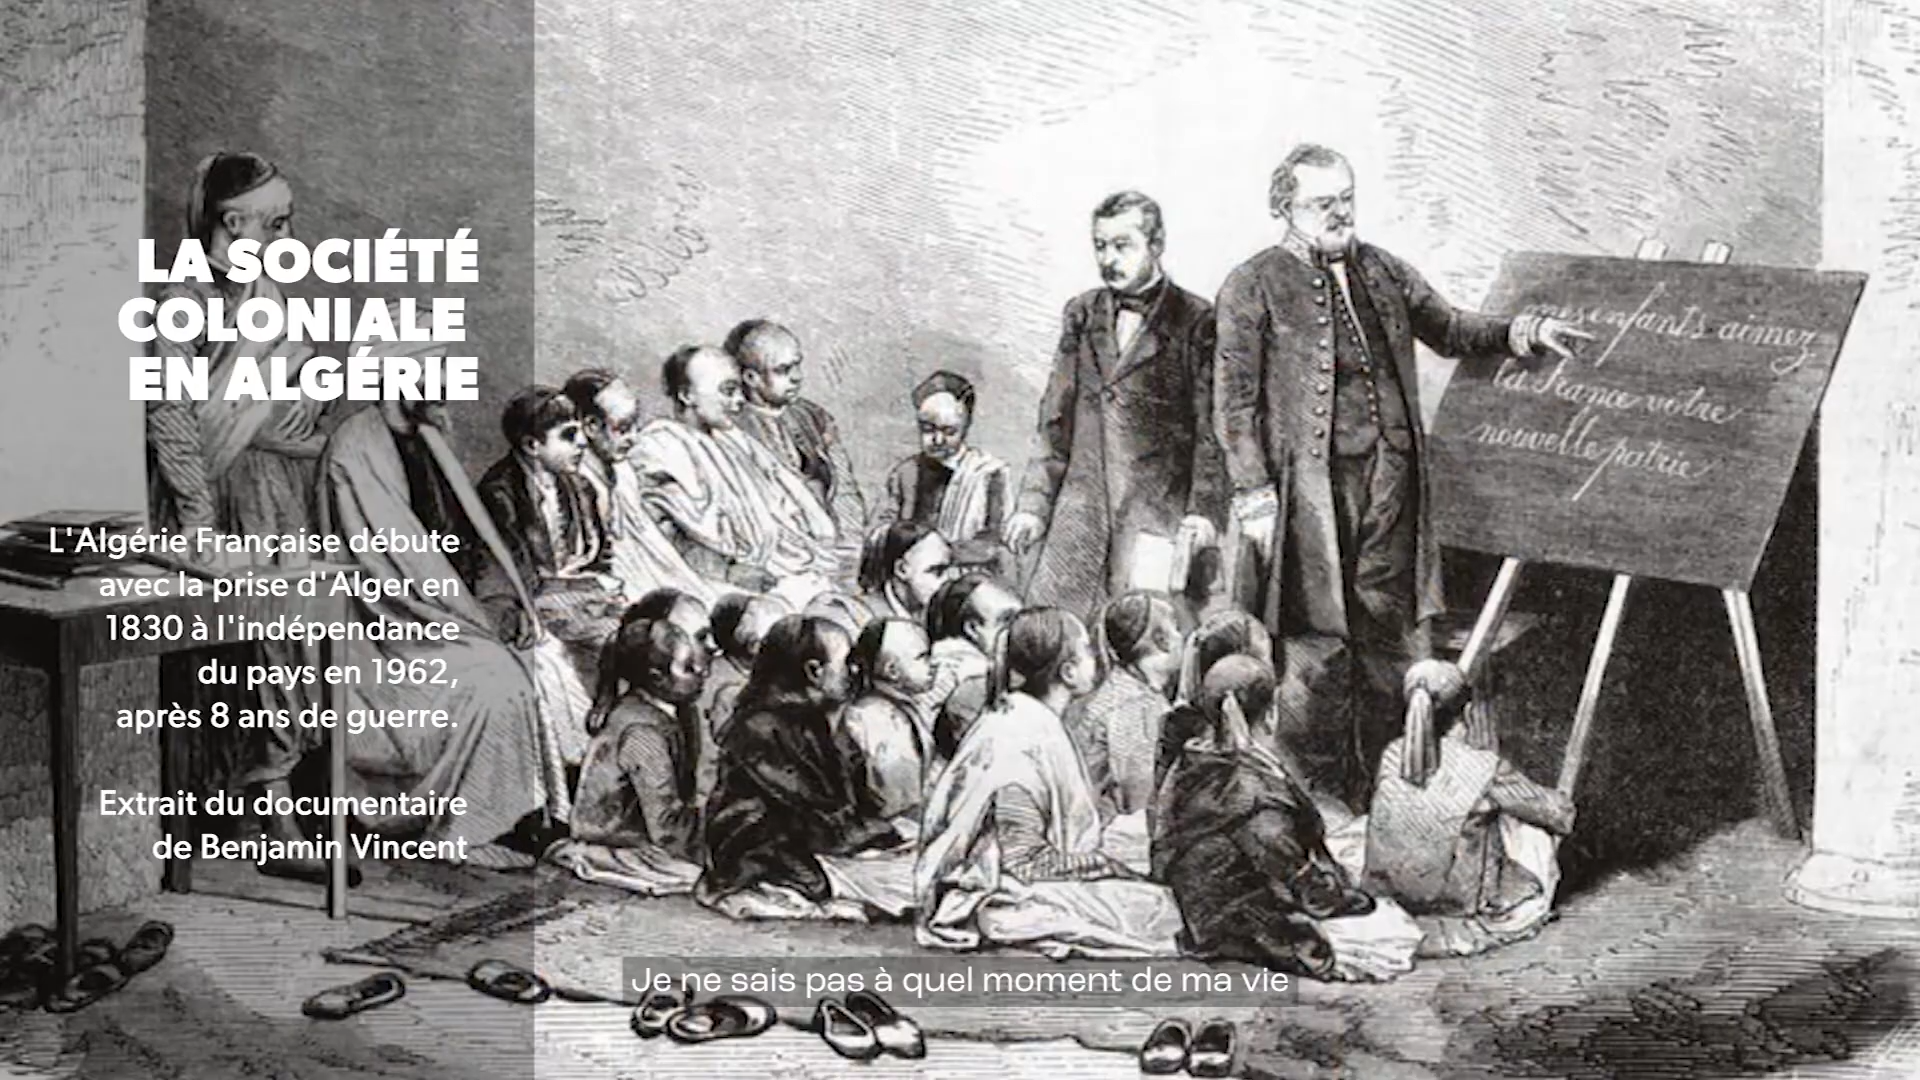 LA SOCIÉTÉ
COLONIALE
EN ALGÉRIE
L'Algérie Française débute
avec la prise d'Alger en
1830 à l'indépendance
du pays en 1962,
après 8 ans de guerre.
Extrait du documentaire
de Benjamin Vincent
mes enfants aimez
la France votre
nouvelle patrie
Je ne sais pas à quel moment de ma vie